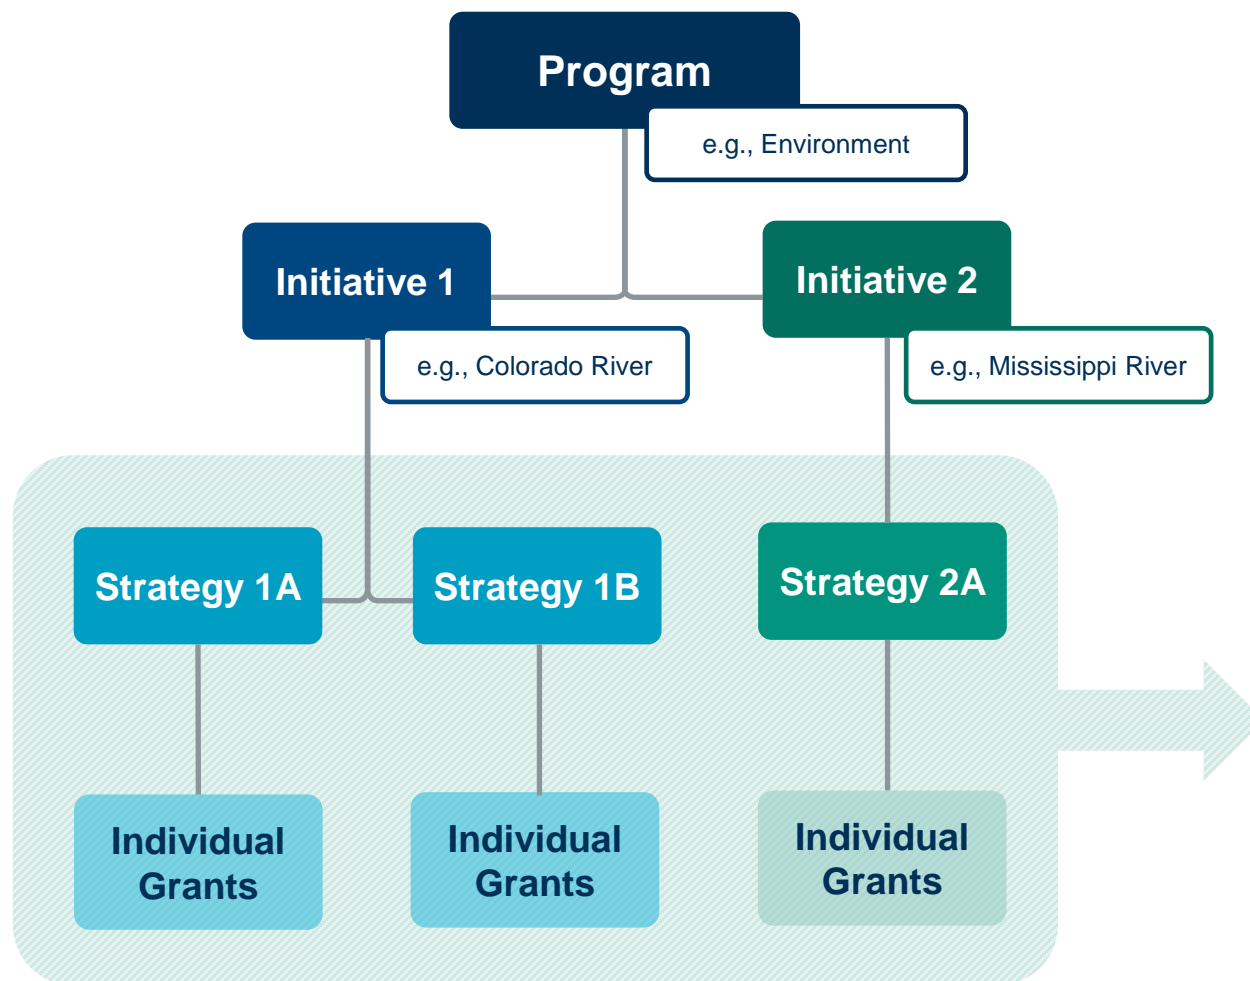 Program
e.g., Environment
Initiative 1
Initiative 2
e.g., Colorado River
e.g., Mississippi River
Strategy 1A
Strategy 1B
Strategy 2A
Individual
Grants
Individual
Grants
Individual
Grants